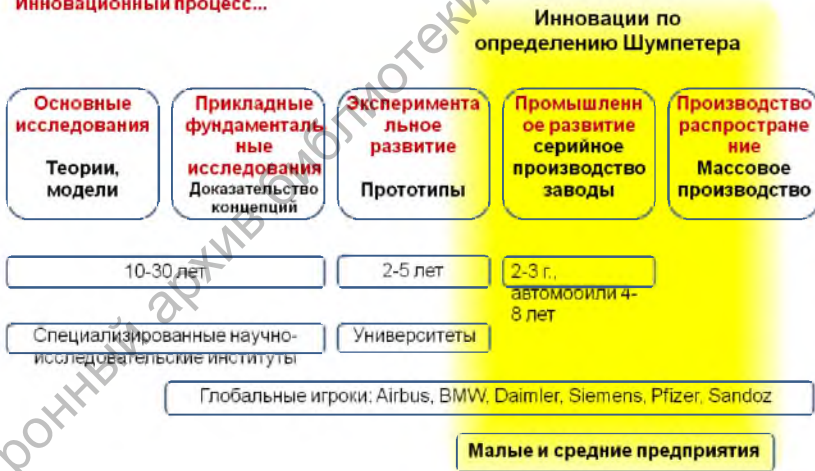 Инновационный процесс...
Инновации по
определению Шумпетера
Основные
исследования
Теории,
модели
Прикладные
фундаменталь
ные
исследования
Доказательство
концепций
Эксперимента
льное
развитие
Прототипы
Промышленн
ое развитие
серийное
производство
заводы
Производство
распростране
ние
Массовое
производство
10-30 лет
2-5 лет
2-3 г.,
автомобили 4-
8 лет
Специализированные научно-
исследовательские институты
Университеты
Глобальные игроки: Airbus, BMW, Daimler, Siemens, Pfizer, Sandoz
Малые и средние предприятия
ронный архив библиотеки